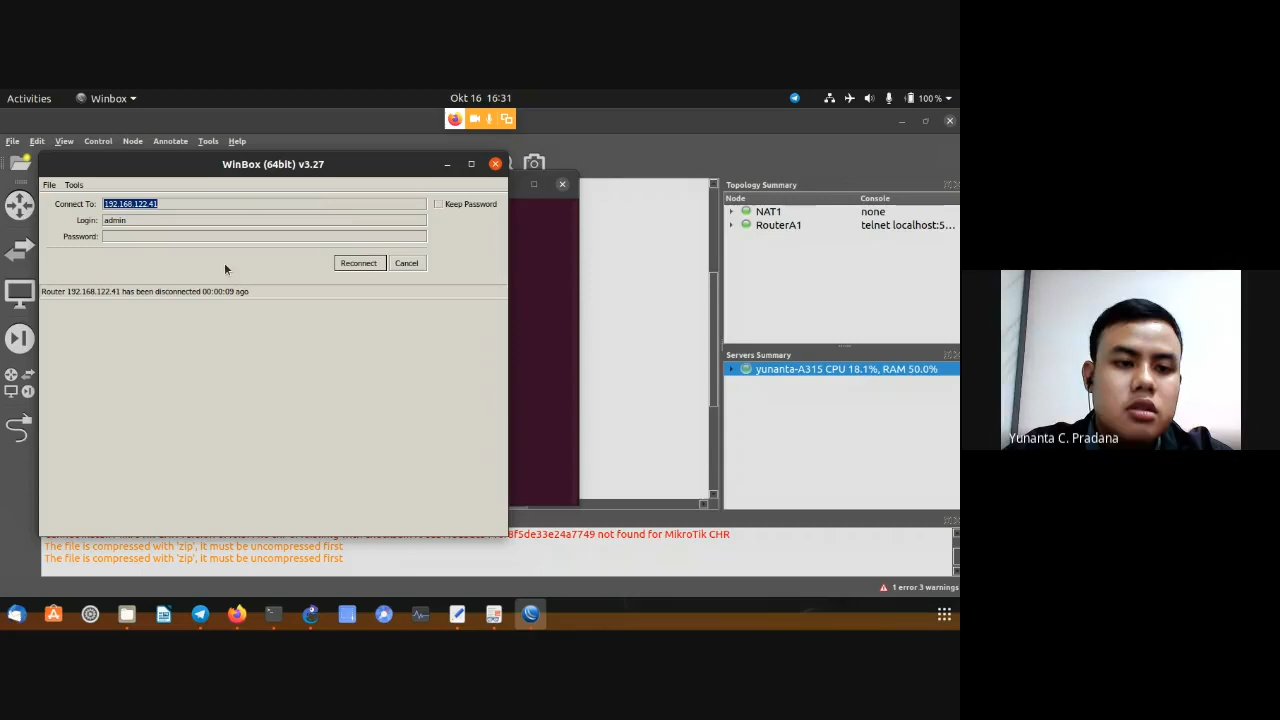 Activities
Winbox
Okt 16 16:31
100 %
File Edit View Control Node Annotate Tools Help
WinBox (64bit) v3.27
File Tools
Connect To: 192.168.122.41
Keep Password
Login: admin
Password:
Reconnect Cancel
Router 192.168.122.41 has been disconnected 00:00:09 ago
Topology Summary
Node Console
NAT1 none
RouterA1 telnet localhost:5...
Servers Summary
yunanta-A315 CPU 18.1%, RAM 50.0%
8f5de33e24a7749 not found for MikroTik CHR
The file is compressed with 'zip', it must be uncompressed first
The file is compressed with 'zip', it must be uncompressed first
1 error 3 warnings
Yunanta C. Pradana